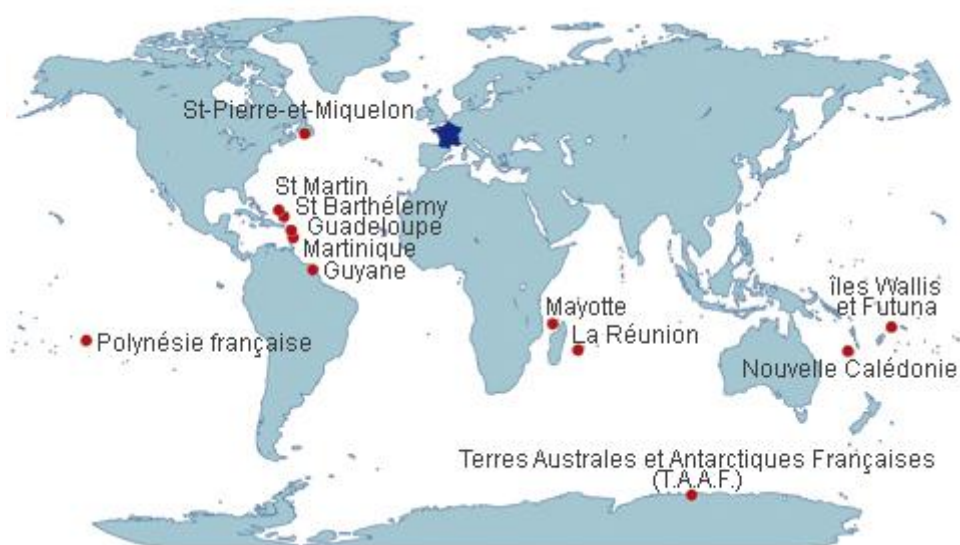 St-Pierre-et-Miquelon
St Martin
St Barthélemy
Guadeloupe
Martinique
Guyane
îles Wallis
et Futuna
Mayotte
La Réunion
Polynésie française
Nouvelle Calédonie
Terres Australes et Antarctiques Françaises
(T.A.A.F.)